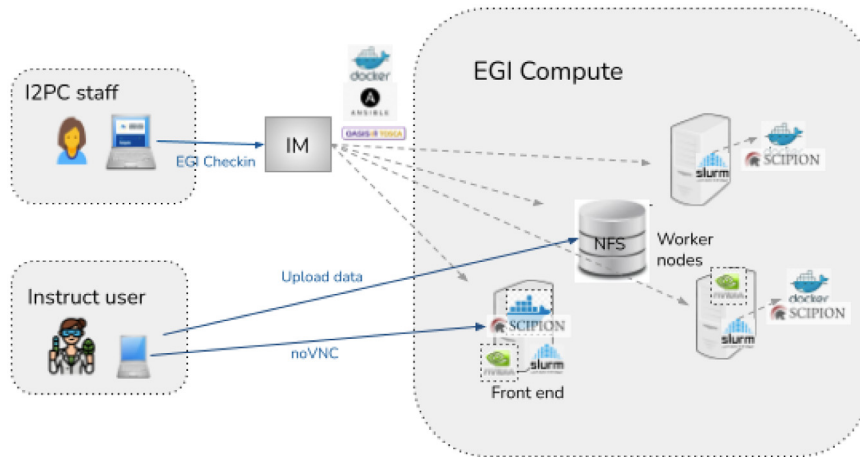 I2PC staff
EGI Checkin
IM
docker
A
ANSIBLE
OASIS TOSCA
EGI Compute
slurm
docker
SCIPION
NFS
Worker
nodes
Instruct user
Upload data
noVNC
SCIPION
slurm
Front end
slurm
docker
SCIPION